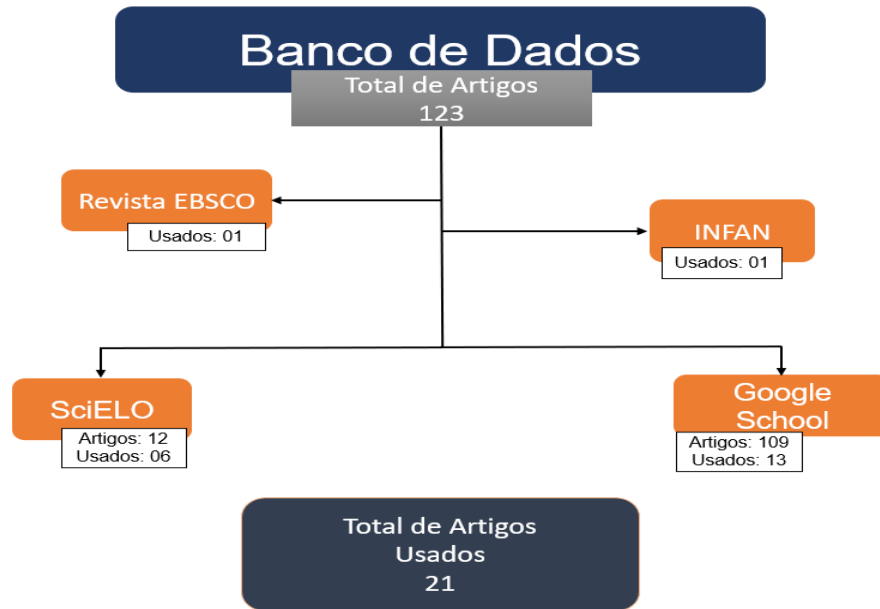 Banco de Dados
Total de Artigos
123
Revista EBSCO
Usados: 01
INFAN
Usados: 01
SciELO
Artigos: 12
Usados: 06
Google
School
Artigos: 109
Usados: 13
Total de Artigos
Usados
21